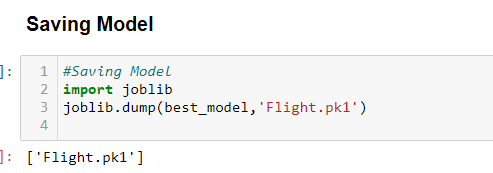 Saving Model
]:
1 #Saving Model
2 import joblib
3 joblib.dump(best_model,'Flight.pk1')
4
]: ['Flight.pk1']